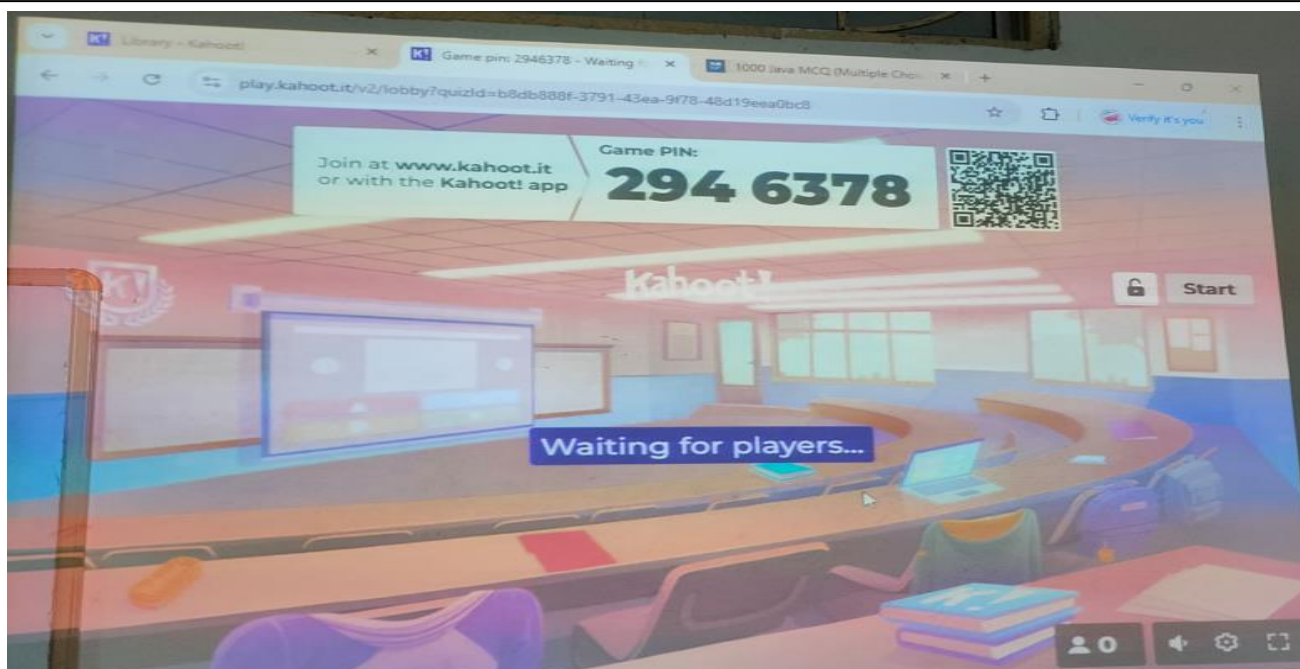 Library - Kahoot!
Game pin: 2946378 - Waiting f
1000 Java MCQ (Multiple Choi
play.kahoot.it/v2/lobby?quizId=b8db888f-3791-43ea-9f78-48d19eea0bc8
Verify it's you
Join at www.kahoot.it
or with the Kahoot! app
Game PIN:
294 6378
K!
Kahoot!
Start
Waiting for players...
K!
0